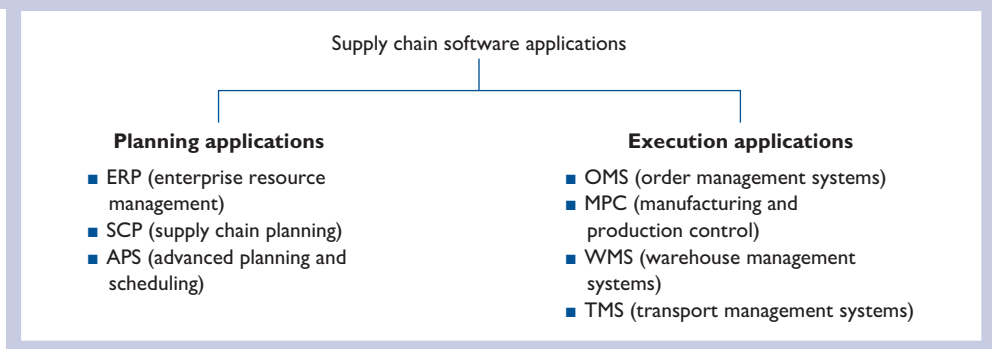 Supply chain software applications
Planning applications
■ ERP (enterprise resource
management)
■ SCP (supply chain planning)
■ APS (advanced planning and
scheduling)
Execution applications
■ OMS (order management systems)
■ MPC (manufacturing and
production control)
■ WMS (warehouse management
systems)
■ TMS (transport management systems)